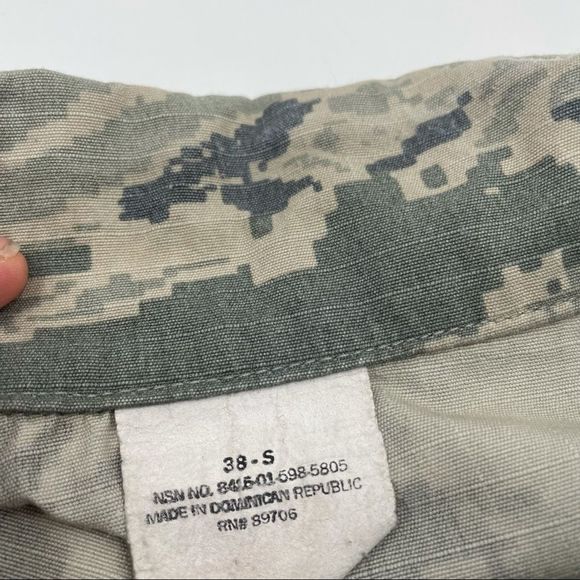 38-S
NSN NO. 8415-01-598-5805
MADE IN DOMINICAN REPUBLIC
RN# 89706